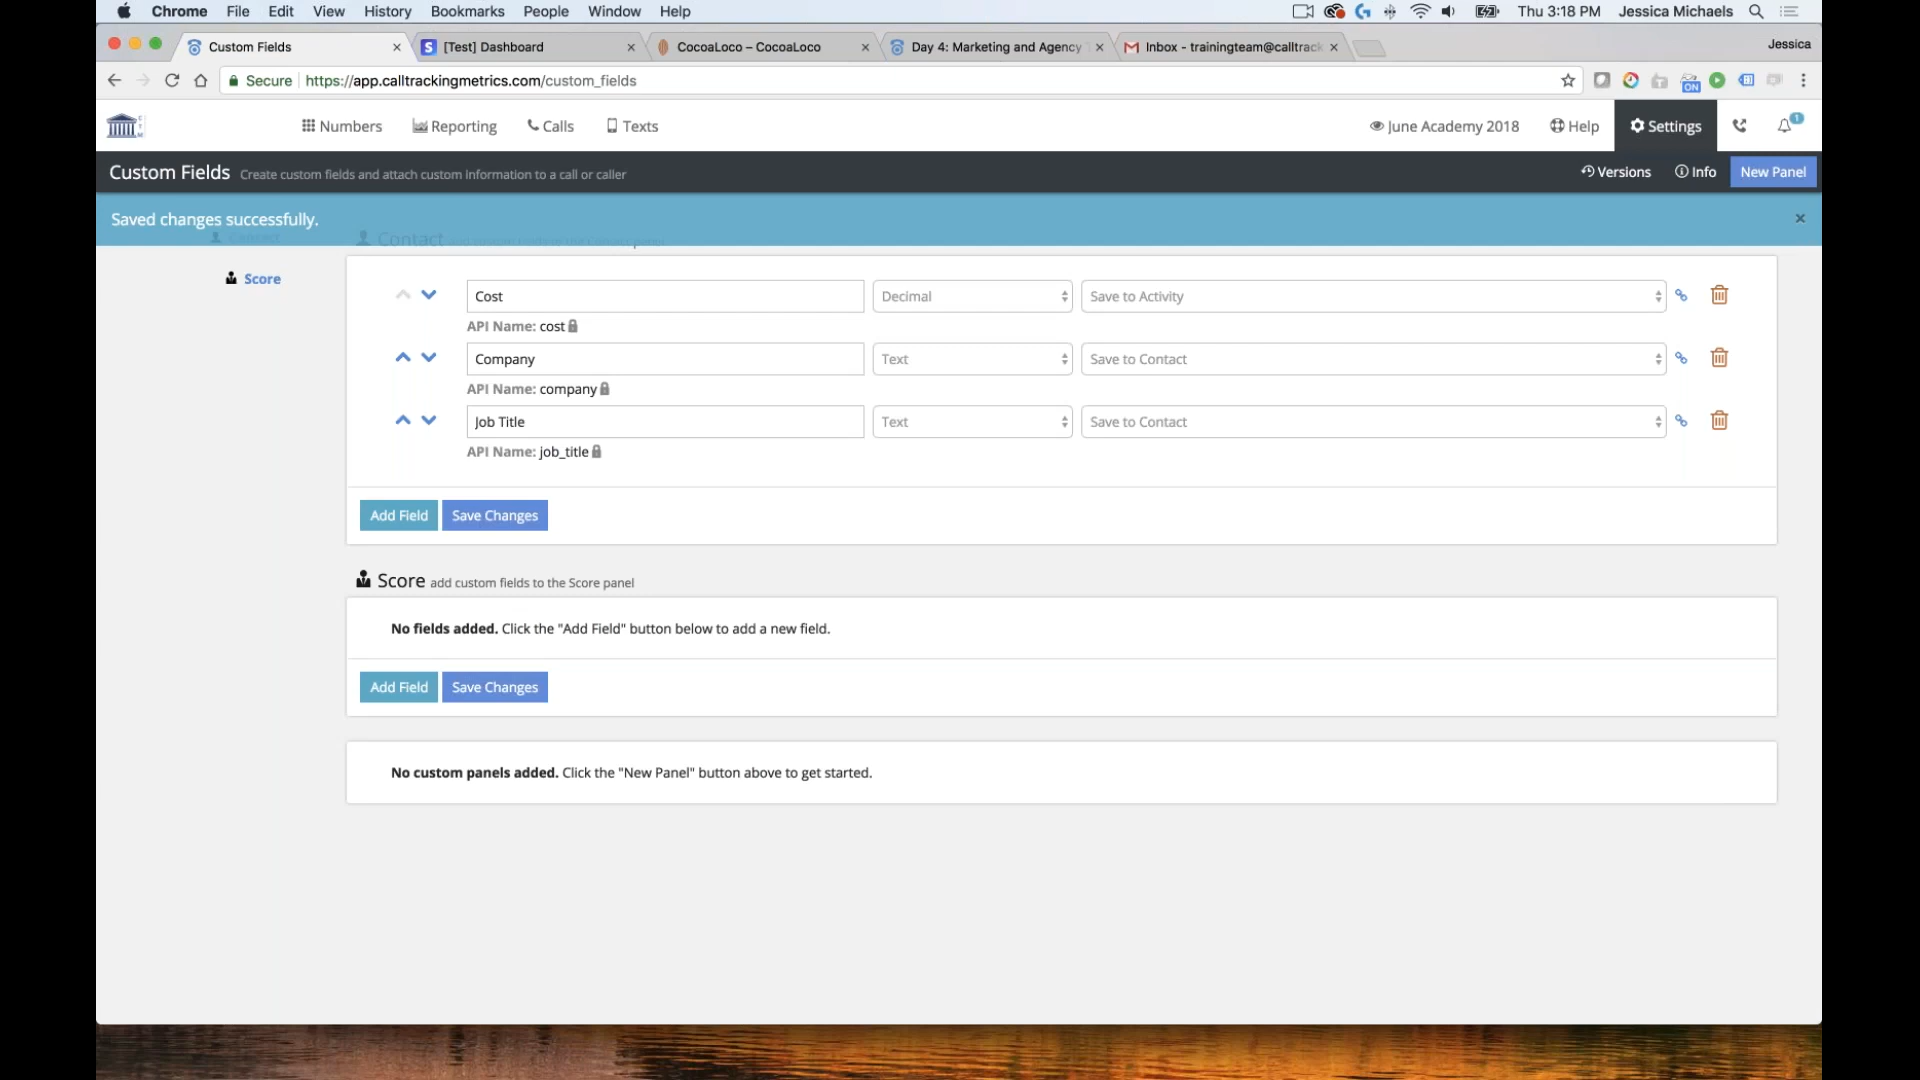 Chrome File Edit View History Bookmarks People Window Help
Thu 3:18 PM Jessica Michaels
Custom Fields
[Test] Dashboard
CocoaLoco – CocoaLoco
Day 4: Marketing and Agency
Inbox - trainingteam@calltrack
Jessica
Secure https://app.calltrackingmetrics.com/custom_fields
ON
Numbers Reporting Calls Texts
June Academy 2018 Help Settings 1
Custom Fields Create custom fields and attach custom information to a call or caller
Versions Info New Panel
Saved changes successfully.
Contact
Score
Cost Decimal Save to Activity
API Name: cost
Company Text Save to Contact
API Name: company
Job Title Text Save to Contact
API Name: job_title
Add Field Save Changes
Score add custom fields to the Score panel
No fields added. Click the "Add Field" button below to add a new field.
Add Field Save Changes
No custom panels added. Click the "New Panel" button above to get started.